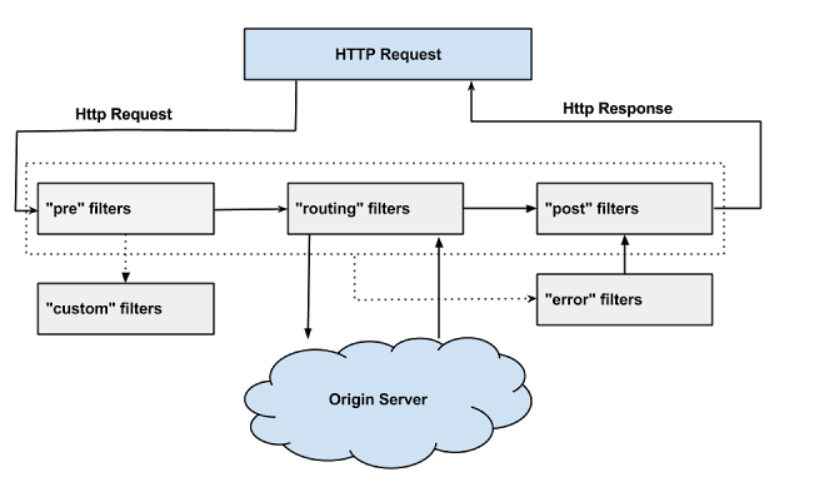 HTTP Request
Http Request
Http Response
"pre" filters
"routing" filters
"post" filters
"custom" filters
"error" filters
Origin Server